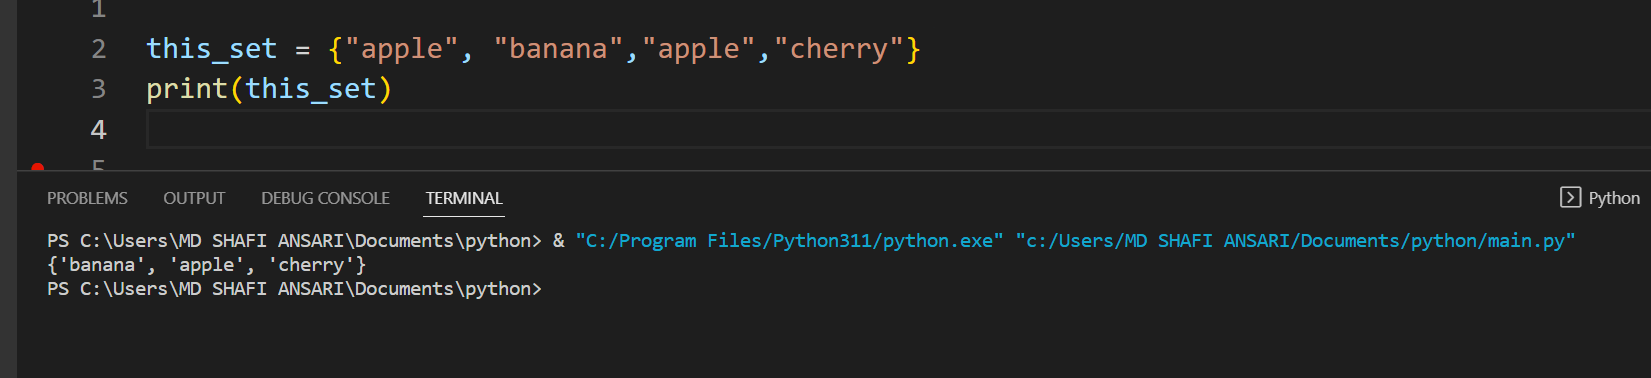 1
2 this_set = {"apple", "banana","apple","cherry"}
3 print(this_set)
4
5
PROBLEMS OUTPUT DEBUG CONSOLE TERMINAL Python
PS C:\Users\MD SHAFI ANSARI\Documents\python> & "C:/Program Files/Python311/python.exe" "c:/Users/MD SHAFI ANSARI/Documents/python/main.py"
{'banana', 'apple', 'cherry'}
PS C:\Users\MD SHAFI ANSARI\Documents\python>